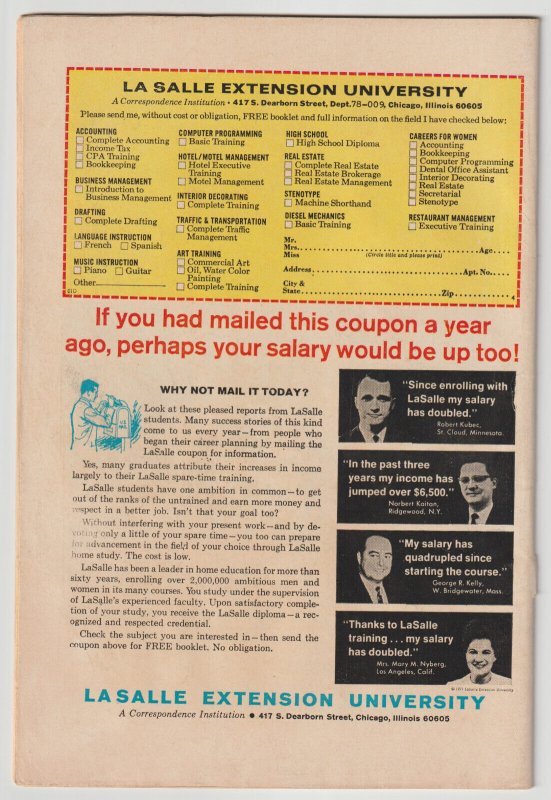 LA SALLE EXTENSION UNIVERSITY
A Correspondence Institution • 417 S. Dearborn Street, Dept. 78-009, Chicago, Illinois 60605
Please send me, without cost or obligation, FREE booklet and full information on the field I have checked below:
ACCOUNTING
Complete Accounting
Income Tax
CPA Training
Bookkeeping
BUSINESS MANAGEMENT
Introduction to
Business Management
DRAFTING
Complete Drafting
LANGUAGE INSTRUCTION
French Spanish
MUSIC INSTRUCTION
Piano Guitar
Other
610
COMPUTER PROGRAMMING
Basic Training
HOTEL/MOTEL MANAGEMENT
Hotel Executive
Training
Motel Management
INTERIOR DECORATING
Complete Training
TRAFFIC & TRANSPORTATION
Complete Traffic
Management
ART TRAINING
Commercial Art
Oil, Water Color
Painting
Complete Training
HIGH SCHOOL
High School Diploma
REAL ESTATE
Complete Real Estate
Real Estate Brokerage
Real Estate Management
STENOTYPE
Machine Shorthand
DIESEL MECHANICS
Basic Training
CAREERS FOR WOMEN
Accounting
Bookkeeping
Computer Programming
Dental Office Assistant
Interior Decorating
Real Estate
Secretarial
Stenotype
RESTAURANT MANAGEMENT
Executive Training
Mr.
Mrs. Age
Miss (Circle title and please print)
Address Apt. No.
City &
State Zip
4
If you had mailed this coupon a year
ago, perhaps your salary would be up too!
WHY NOT MAIL IT TODAY?
Look at these pleased reports from LaSalle
students. Many success stories of this kind
come to us every year—from people who
began their career planning by mailing the
LaSalle coupon for information.
Yes, many graduates attribute their increases in income
largely to their LaSalle spare-time training.
LaSalle students have one ambition in common—to get
out of the ranks of the untrained and earn more money and
respect in a better job. Isn't that your goal too?
Without interfering with your present work—and by de-
voting only a little of your spare time—you too can prepare
for advancement in the field of your choice through LaSalle
home study. The cost is low.
LaSalle has been a leader in home education for more than
sixty years, enrolling over 2,000,000 ambitious men and
women in its many courses. You study under the supervision
of LaSalle's experienced faculty. Upon satisfactory comple-
tion of your study, you receive the LaSalle diploma—a rec-
ognized and respected credential.
Check the subject you are interested in—then send the
coupon above for FREE booklet. No obligation.
"Since enrolling with
LaSalle my salary
has doubled."
Robert Kubec,
St. Cloud, Minnesota.
"In the past three
years my income has
jumped over $6,500."
Norbert Kaitan,
Ridgewood, N.Y.
"My salary has
quadrupled since
starting the course."
George R. Kelly,
W. Bridgewater, Mass.
"Thanks to LaSalle
training . . . my salary
has doubled."
Mrs. Mary M. Nyberg,
Los Angeles, Calif.
© 1971 LaSalle Extension University
LA SALLE EXTENSION UNIVERSITY
A Correspondence Institution • 417 S. Dearborn Street, Chicago, Illinois 60605